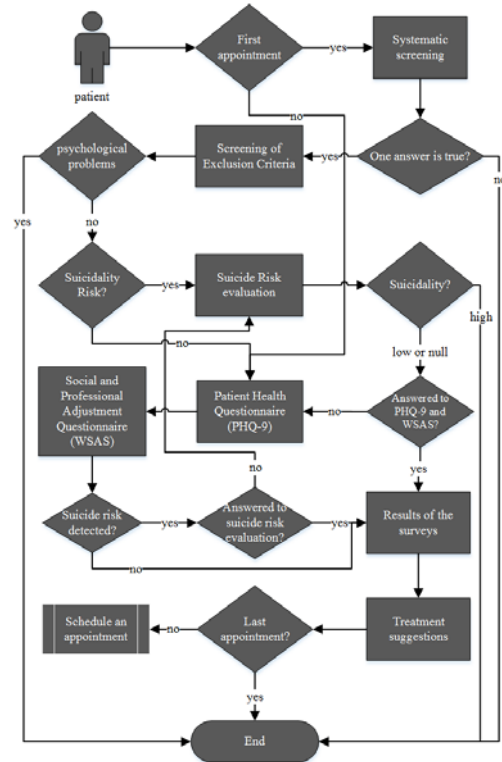 First
appointment
yes
Systematic
screening
patient
no
psychological
problems
Screening of
Exclusion Criteria
yes
One answer is true?
yes
no
no
Suicidality
Risk?
yes
Suicide Risk
evaluation
Suicidality?
high
no
low or null
Social and
Professional
Adjustment
Questionnaire
(WSAS)
Patient Health
Questionnaire
(PHQ-9)
no
Answered to
PHQ-9 and
WSAS?
no
yes
Suicide risk
detected?
yes
Answered to
suicide risk
evaluation?
yes
Results of the
surveys
no
Schedule an
appointment
no
Last
appointment?
Treatment
suggestions
yes
End